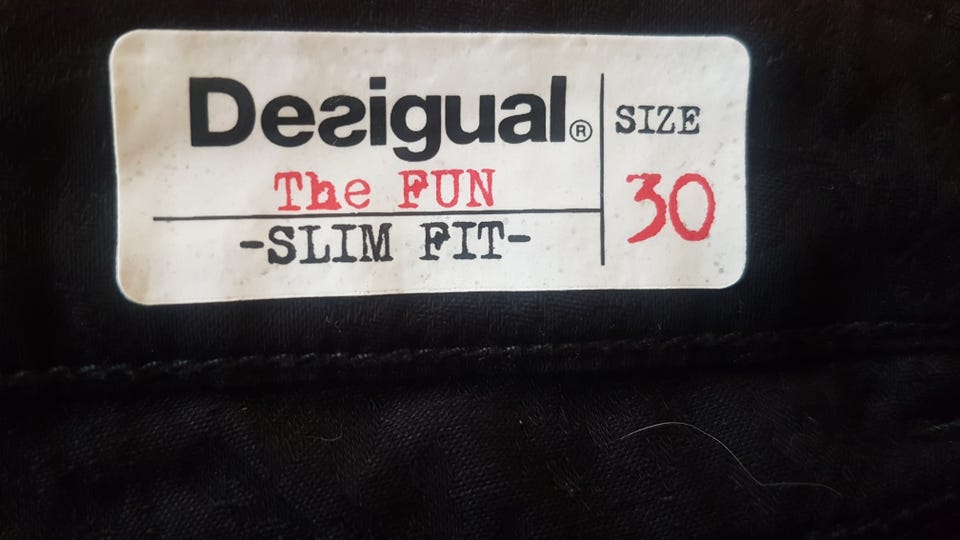 Desigual®
The FUN
-SLIM FIT-
SIZE
30